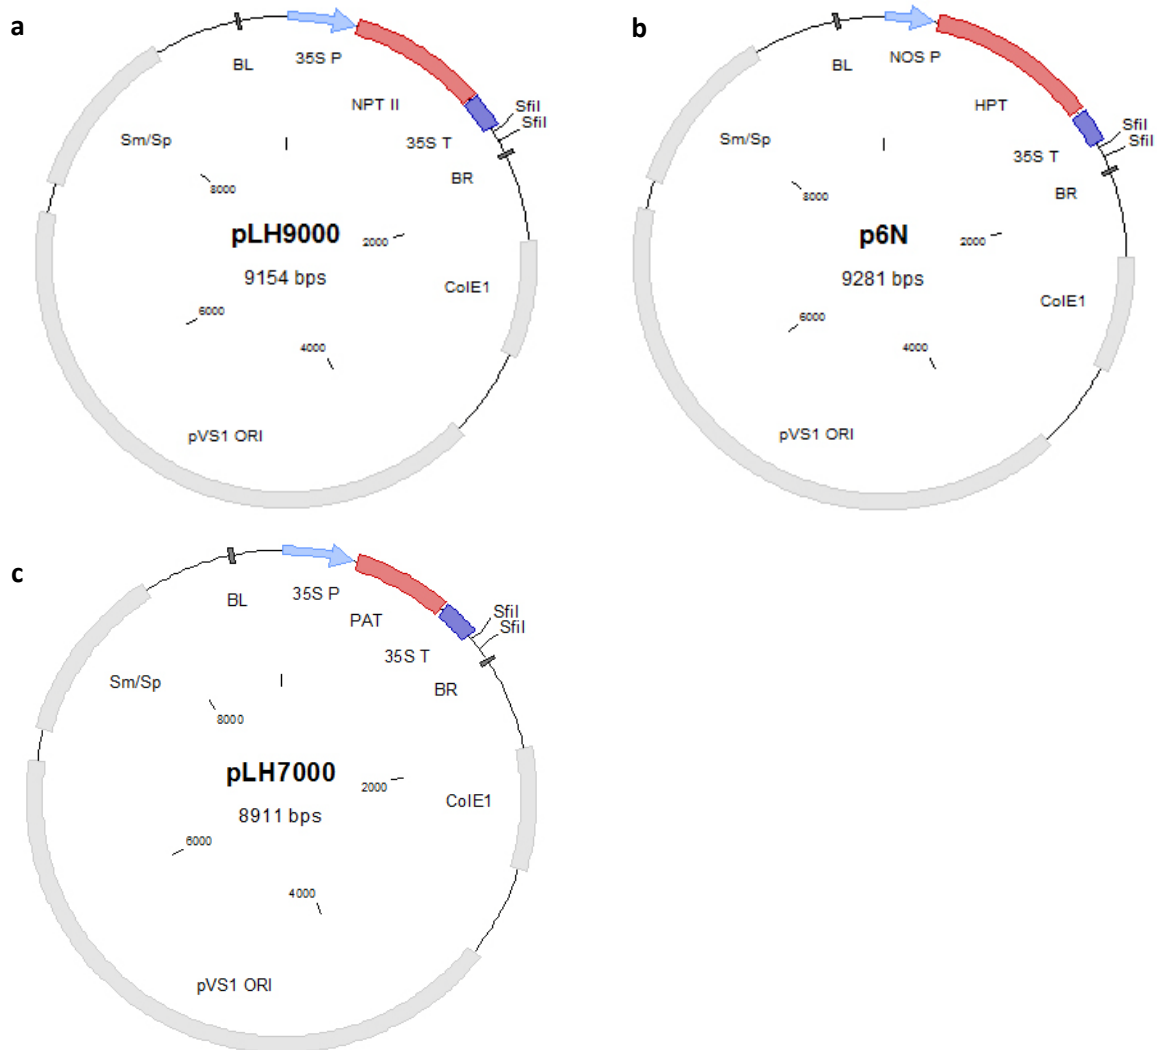 a
BL
35S P
NPT II
35S T
SfiI
SfiI
BR
Sm/Sp
8000
pLH9000
9154 bps
2000
ColE1
6000
4000
pVS1 ORI
b
BL
NOS P
HPT
35S T
SfiI
SfiI
BR
Sm/Sp
8000
p6N
9281 bps
2000
ColE1
6000
4000
pVS1 ORI
c
BL
35S P
PAT
35S T
SfiI
SfiI
BR
Sm/Sp
8000
pLH7000
8911 bps
2000
ColE1
6000
4000
pVS1 ORI